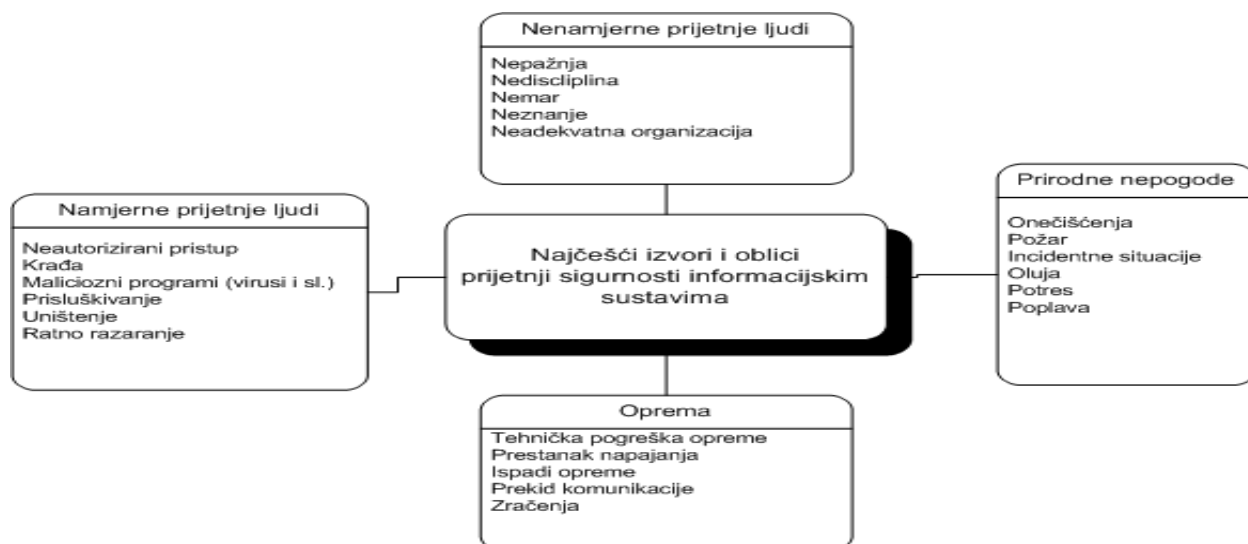 Nenamjerne prijetnje ljudi
Nepažnja
Nediscliplina
Nemar
Neznanje
Neadekvatna organizacija
Namjerne prijetnje ljudi
Neautorizirani pristup
Krađa
Maliciozni programi (virusi i sl.)
Prisluškivanje
Uništenje
Ratno razaranje
Najčešći izvori i oblici
prijetnji sigurnosti informacijskim
sustavima
Prirodne nepogode
Onečišćenja
Požar
Incidentne situacije
Oluja
Potres
Poplava
Oprema
Tehnička pogreška opreme
Prestanak napajanja
Ispadi opreme
Prekid komunikacije
Zračenja